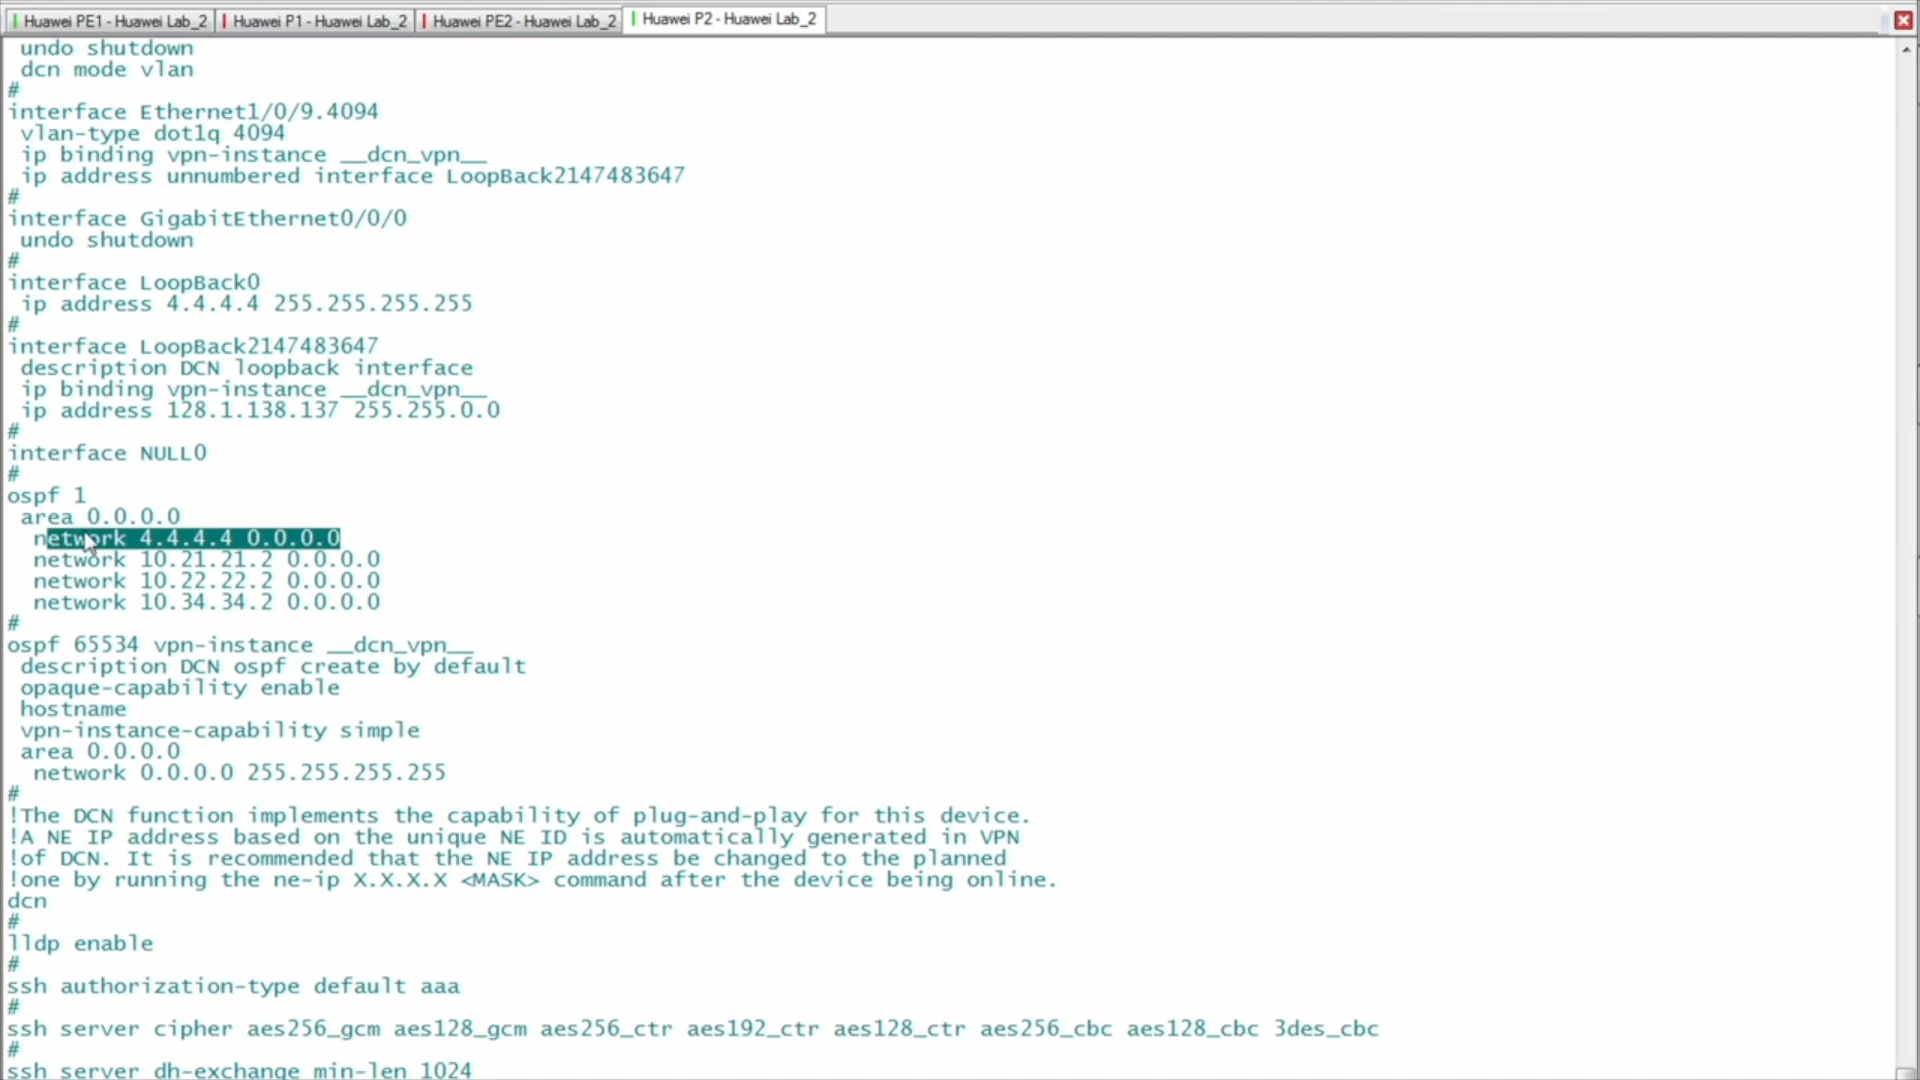 Huawei PE1 - Huawei Lab_2 Huawei P1 - Huawei Lab_2 Huawei PE2 - Huawei Lab_2 Huawei P2 - Huawei Lab_2
undo shutdown
dcn mode vlan
#
interface Ethernet1/0/9.4094
vlan-type dot1q 4094
ip binding vpn-instance __dcn_vpn__
ip address unnumbered interface LoopBack2147483647
#
interface GigabitEthernet0/0/0
undo shutdown
#
interface LoopBack0
ip address 4.4.4.4 255.255.255.255
#
interface LoopBack2147483647
description DCN loopback interface
ip binding vpn-instance __dcn_vpn__
ip address 128.1.138.137 255.255.0.0
#
interface NULL0
#
ospf 1
area 0.0.0.0
network 4.4.4.4 0.0.0.0
network 10.21.21.2 0.0.0.0
network 10.22.22.2 0.0.0.0
network 10.34.34.2 0.0.0.0
#
ospf 65534 vpn-instance __dcn_vpn__
description DCN ospf create by default
opaque-capability enable
hostname
vpn-instance-capability simple
area 0.0.0.0
network 0.0.0.0 255.255.255.255
#
!The DCN function implements the capability of plug-and-play for this device.
!A NE IP address based on the unique NE ID is automatically generated in VPN
!of DCN. It is recommended that the NE IP address be changed to the planned
!one by running the ne-ip X.X.X.X <MASK> command after the device being online.
dcn
#
lldp enable
#
ssh authorization-type default aaa
#
ssh server cipher aes256_gcm aes128_gcm aes256_ctr aes192_ctr aes128_ctr aes256_cbc aes128_cbc 3des_cbc
#
ssh server dh-exchange min-len 1024